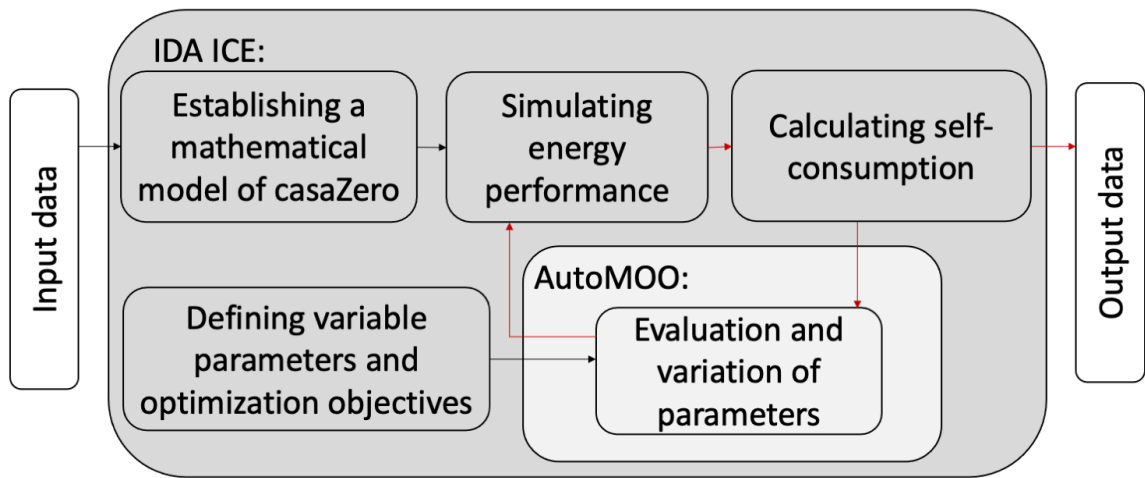 IDA ICE:
Input data
Establishing a
mathematical
model of casaZero
Simulating
energy
performance
Calculating self-
consumption
Output data
AutoMOO:
Defining variable
parameters and
optimization objectives
Evaluation and
variation of
parameters